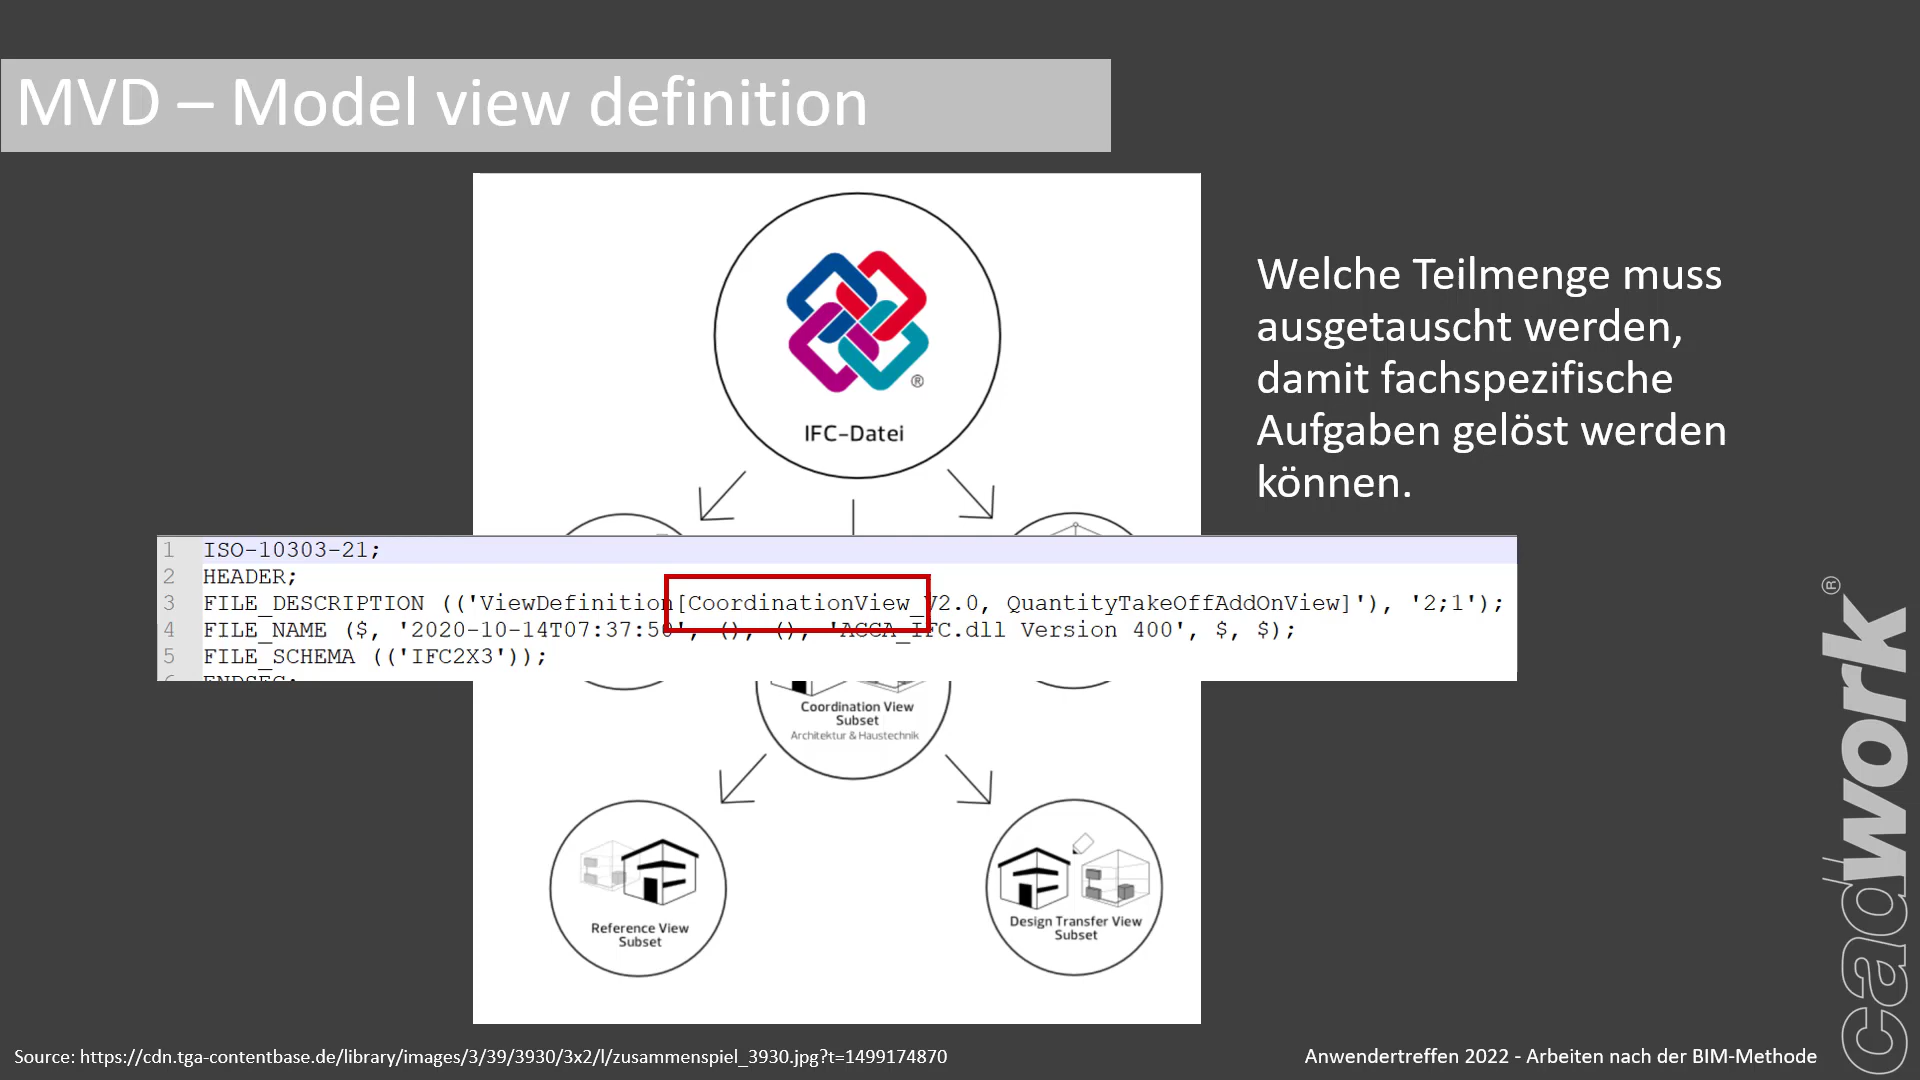 MVD – Model view definition
®
IFC-Datei
Welche Teilmenge muss
ausgetauscht werden,
damit fachspezifische
Aufgaben gelöst werden
können.
1 ISO-10303-21;
2 HEADER;
3 FILE_DESCRIPTION (('ViewDefinition[CoordinationView_V2.0, QuantityTakeOffAddOnView]'), '2;1');
4 FILE_NAME ($, '2020-10-14T07:37:50', (), (), 'ACCA_IFC.dll Version 400', $, $);
5 FILE_SCHEMA (('IFC2X3'));
6 ENDSEC;
Coordination View
Subset
Architektur & Haustechnik
Reference View
Subset
Design Transfer View
Subset
cadwork®
Source: https://cdn.tga-contentbase.de/library/images/3/39/3930/3x2/l/zusammenspiel_3930.jpg?t=1499174870
Anwendertreffen 2022 - Arbeiten nach der BIM-Methode